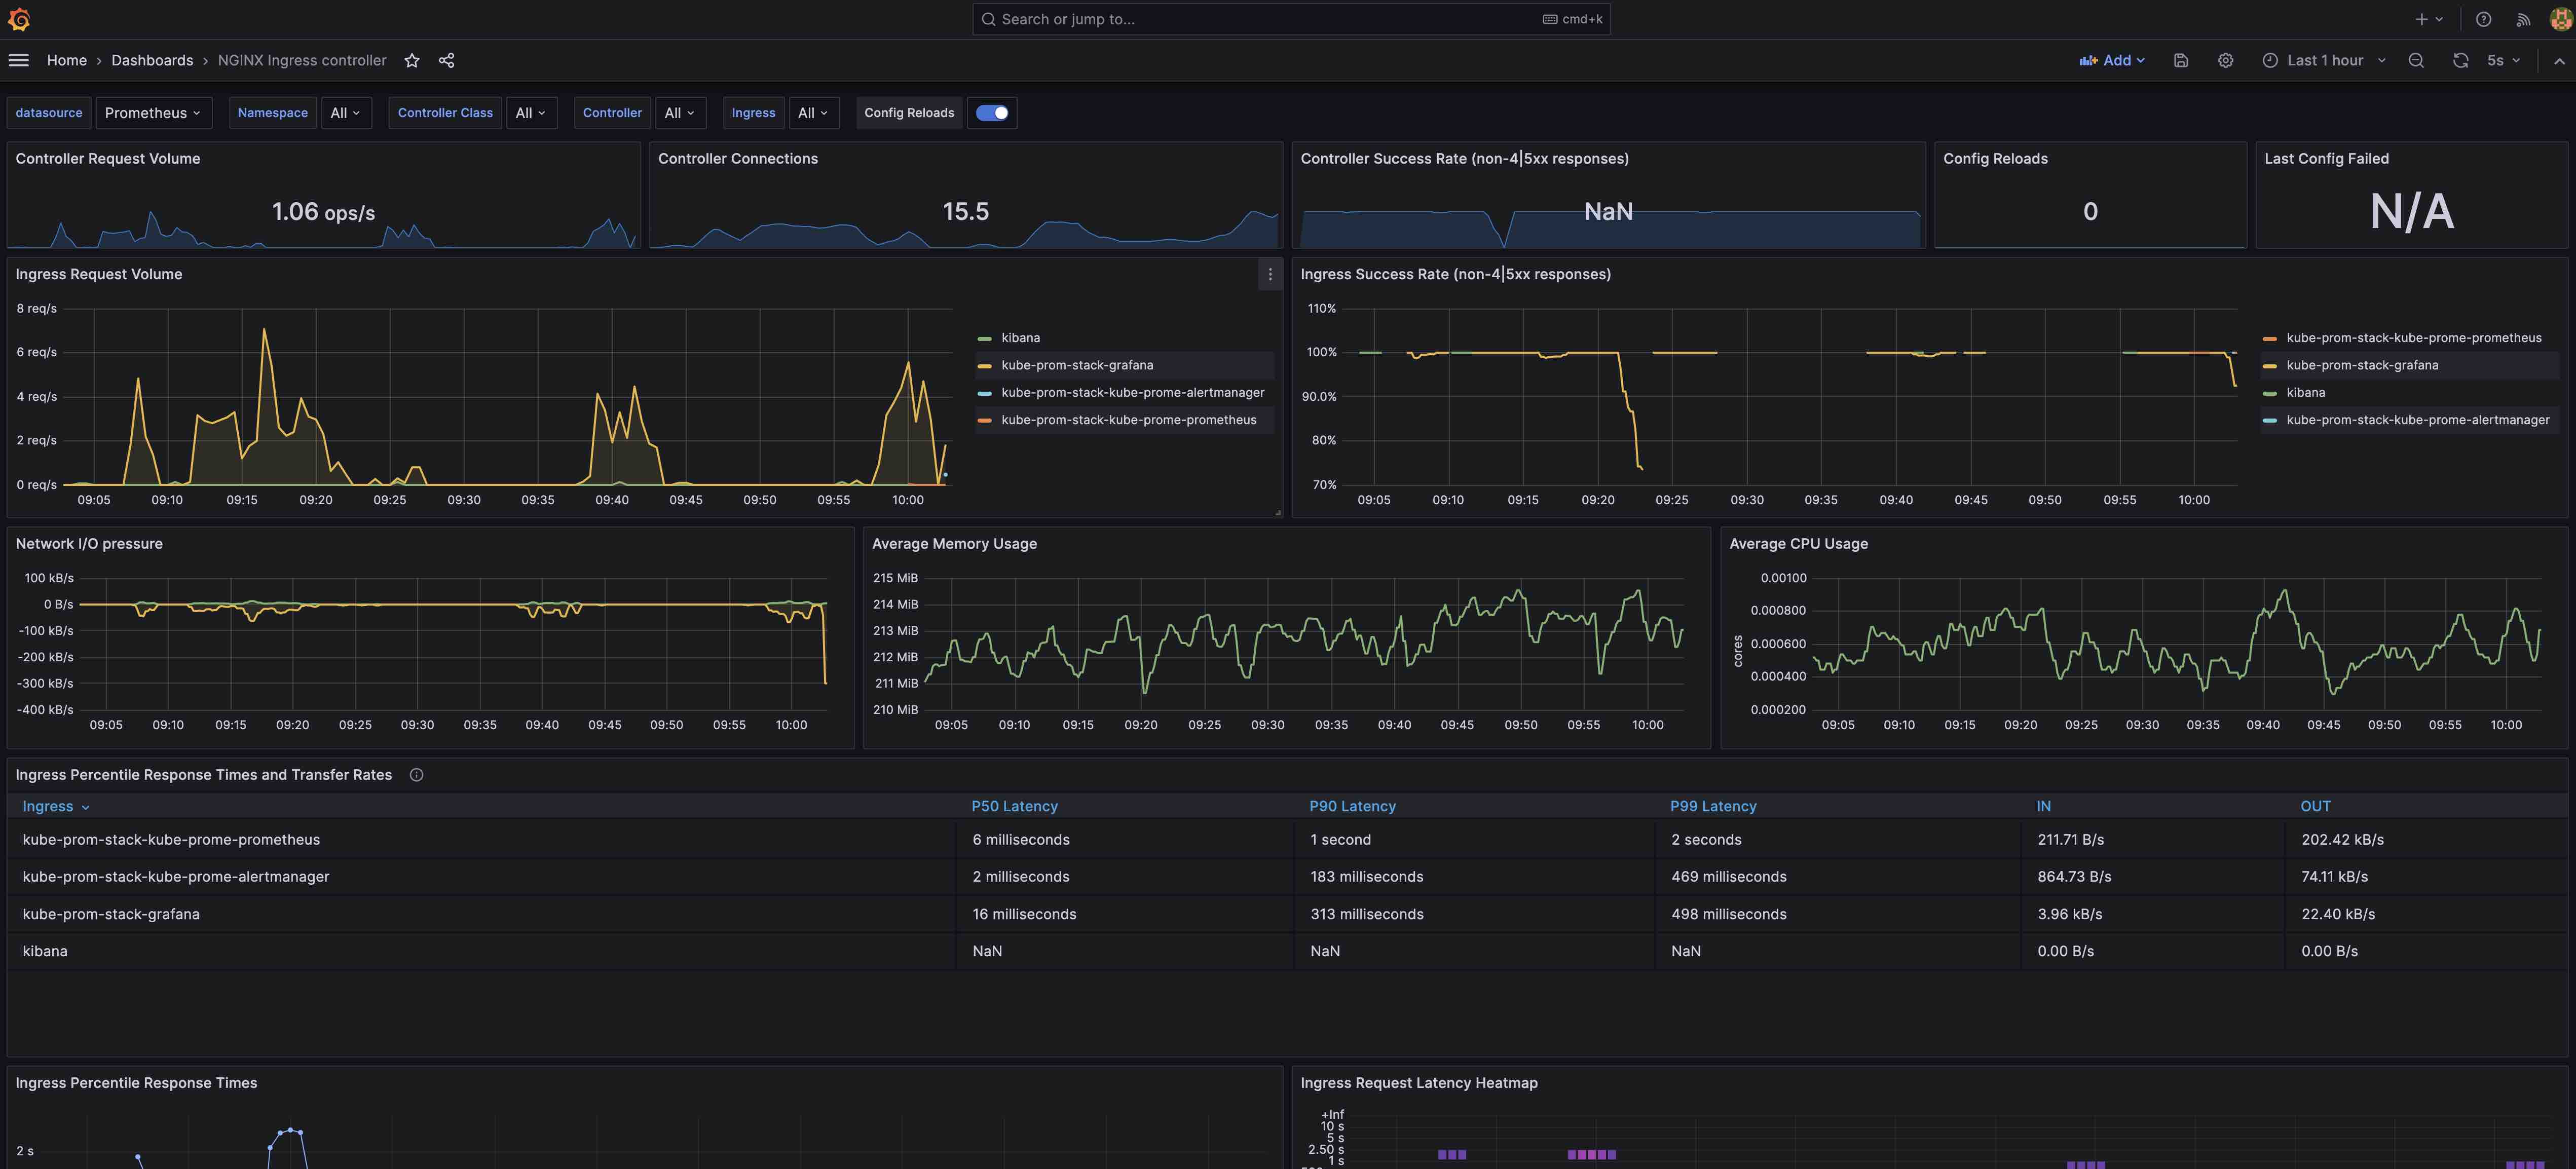 Search or jump to... cmd+k
Home › Dashboards › NGINX Ingress controller Add Last 1 hour 5s
datasource Prometheus Namespace All Controller Class All Controller All Ingress All Config Reloads
Controller Request Volume
1.06 ops/s
Controller Connections
15.5
Controller Success Rate (non-4|5xx responses)
NaN
Config Reloads
0
Last Config Failed
N/A
Ingress Request Volume
8 req/s
6 req/s
4 req/s
2 req/s
0 req/s
09:05 09:10 09:15 09:20 09:25 09:30 09:35 09:40 09:45 09:50 09:55 10:00
kibana
kube-prom-stack-grafana
kube-prom-stack-kube-prome-alertmanager
kube-prom-stack-kube-prome-prometheus
Ingress Success Rate (non-4|5xx responses)
110%
100%
90.0%
80%
70%
09:05 09:10 09:15 09:20 09:25 09:30 09:35 09:40 09:45 09:50 09:55 10:00
kube-prom-stack-kube-prome-prometheus
kube-prom-stack-grafana
kibana
kube-prom-stack-kube-prome-alertmanager
Network I/O pressure
100 kB/s
0 B/s
-100 kB/s
-200 kB/s
-300 kB/s
-400 kB/s
09:05 09:10 09:15 09:20 09:25 09:30 09:35 09:40 09:45 09:50 09:55 10:00
Average Memory Usage
215 MiB
214 MiB
213 MiB
212 MiB
211 MiB
210 MiB
09:05 09:10 09:15 09:20 09:25 09:30 09:35 09:40 09:45 09:50 09:55 10:00
Average CPU Usage
cores
0.00100
0.000800
0.000600
0.000400
0.000200
09:05 09:10 09:15 09:20 09:25 09:30 09:35 09:40 09:45 09:50 09:55 10:00
Ingress Percentile Response Times and Transfer Rates
Ingress P50 Latency P90 Latency P99 Latency IN OUT
kube-prom-stack-kube-prome-prometheus 6 milliseconds 1 second 2 seconds 211.71 B/s 202.42 kB/s
kube-prom-stack-kube-prome-alertmanager 2 milliseconds 183 milliseconds 469 milliseconds 864.73 B/s 74.11 kB/s
kube-prom-stack-grafana 16 milliseconds 313 milliseconds 498 milliseconds 3.96 kB/s 22.40 kB/s
kibana NaN NaN NaN 0.00 B/s 0.00 B/s
Ingress Percentile Response Times
2 s
Ingress Request Latency Heatmap
+Inf
10 s
5 s
2.50 s
1 s